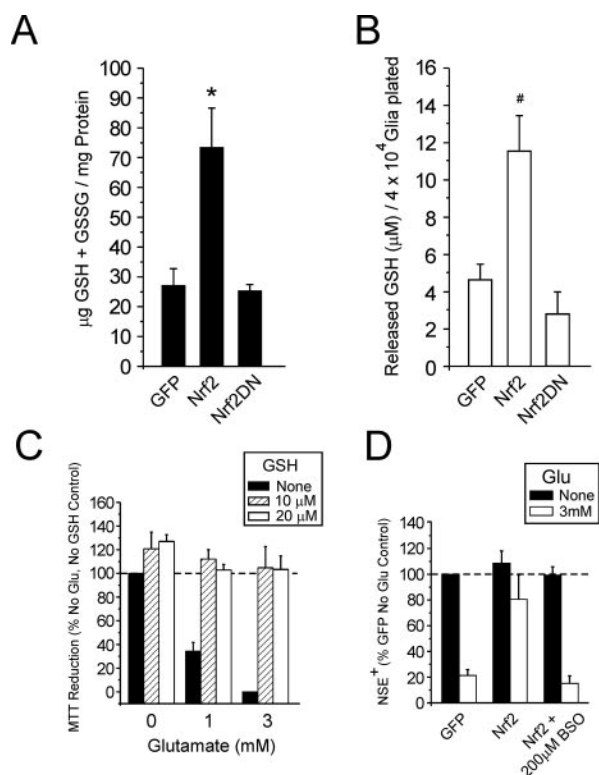 A
μg GSH + GSSG / mg Protein
100
90
80
70
60
50
40
30
20
10
0
*
GFP
Nrf2
Nrf2DN
B
Released GSH (μM) / 4 x 10⁴ Glia plated
16
14
12
10
8
6
4
2
0
#
GFP
Nrf2
Nrf2DN
C
GSH
None
10 μM
20 μM
MTT Reduction (% No Glu, No GSH Control)
120
100
80
60
40
20
0
0
1
3
Glutamate (mM)
D
Glu
None
3mM
NSE⁺ (% GFP No Glu Control)
140
120
100
80
60
40
20
0
GFP
Nrf2
Nrf2 +
200μM BSO